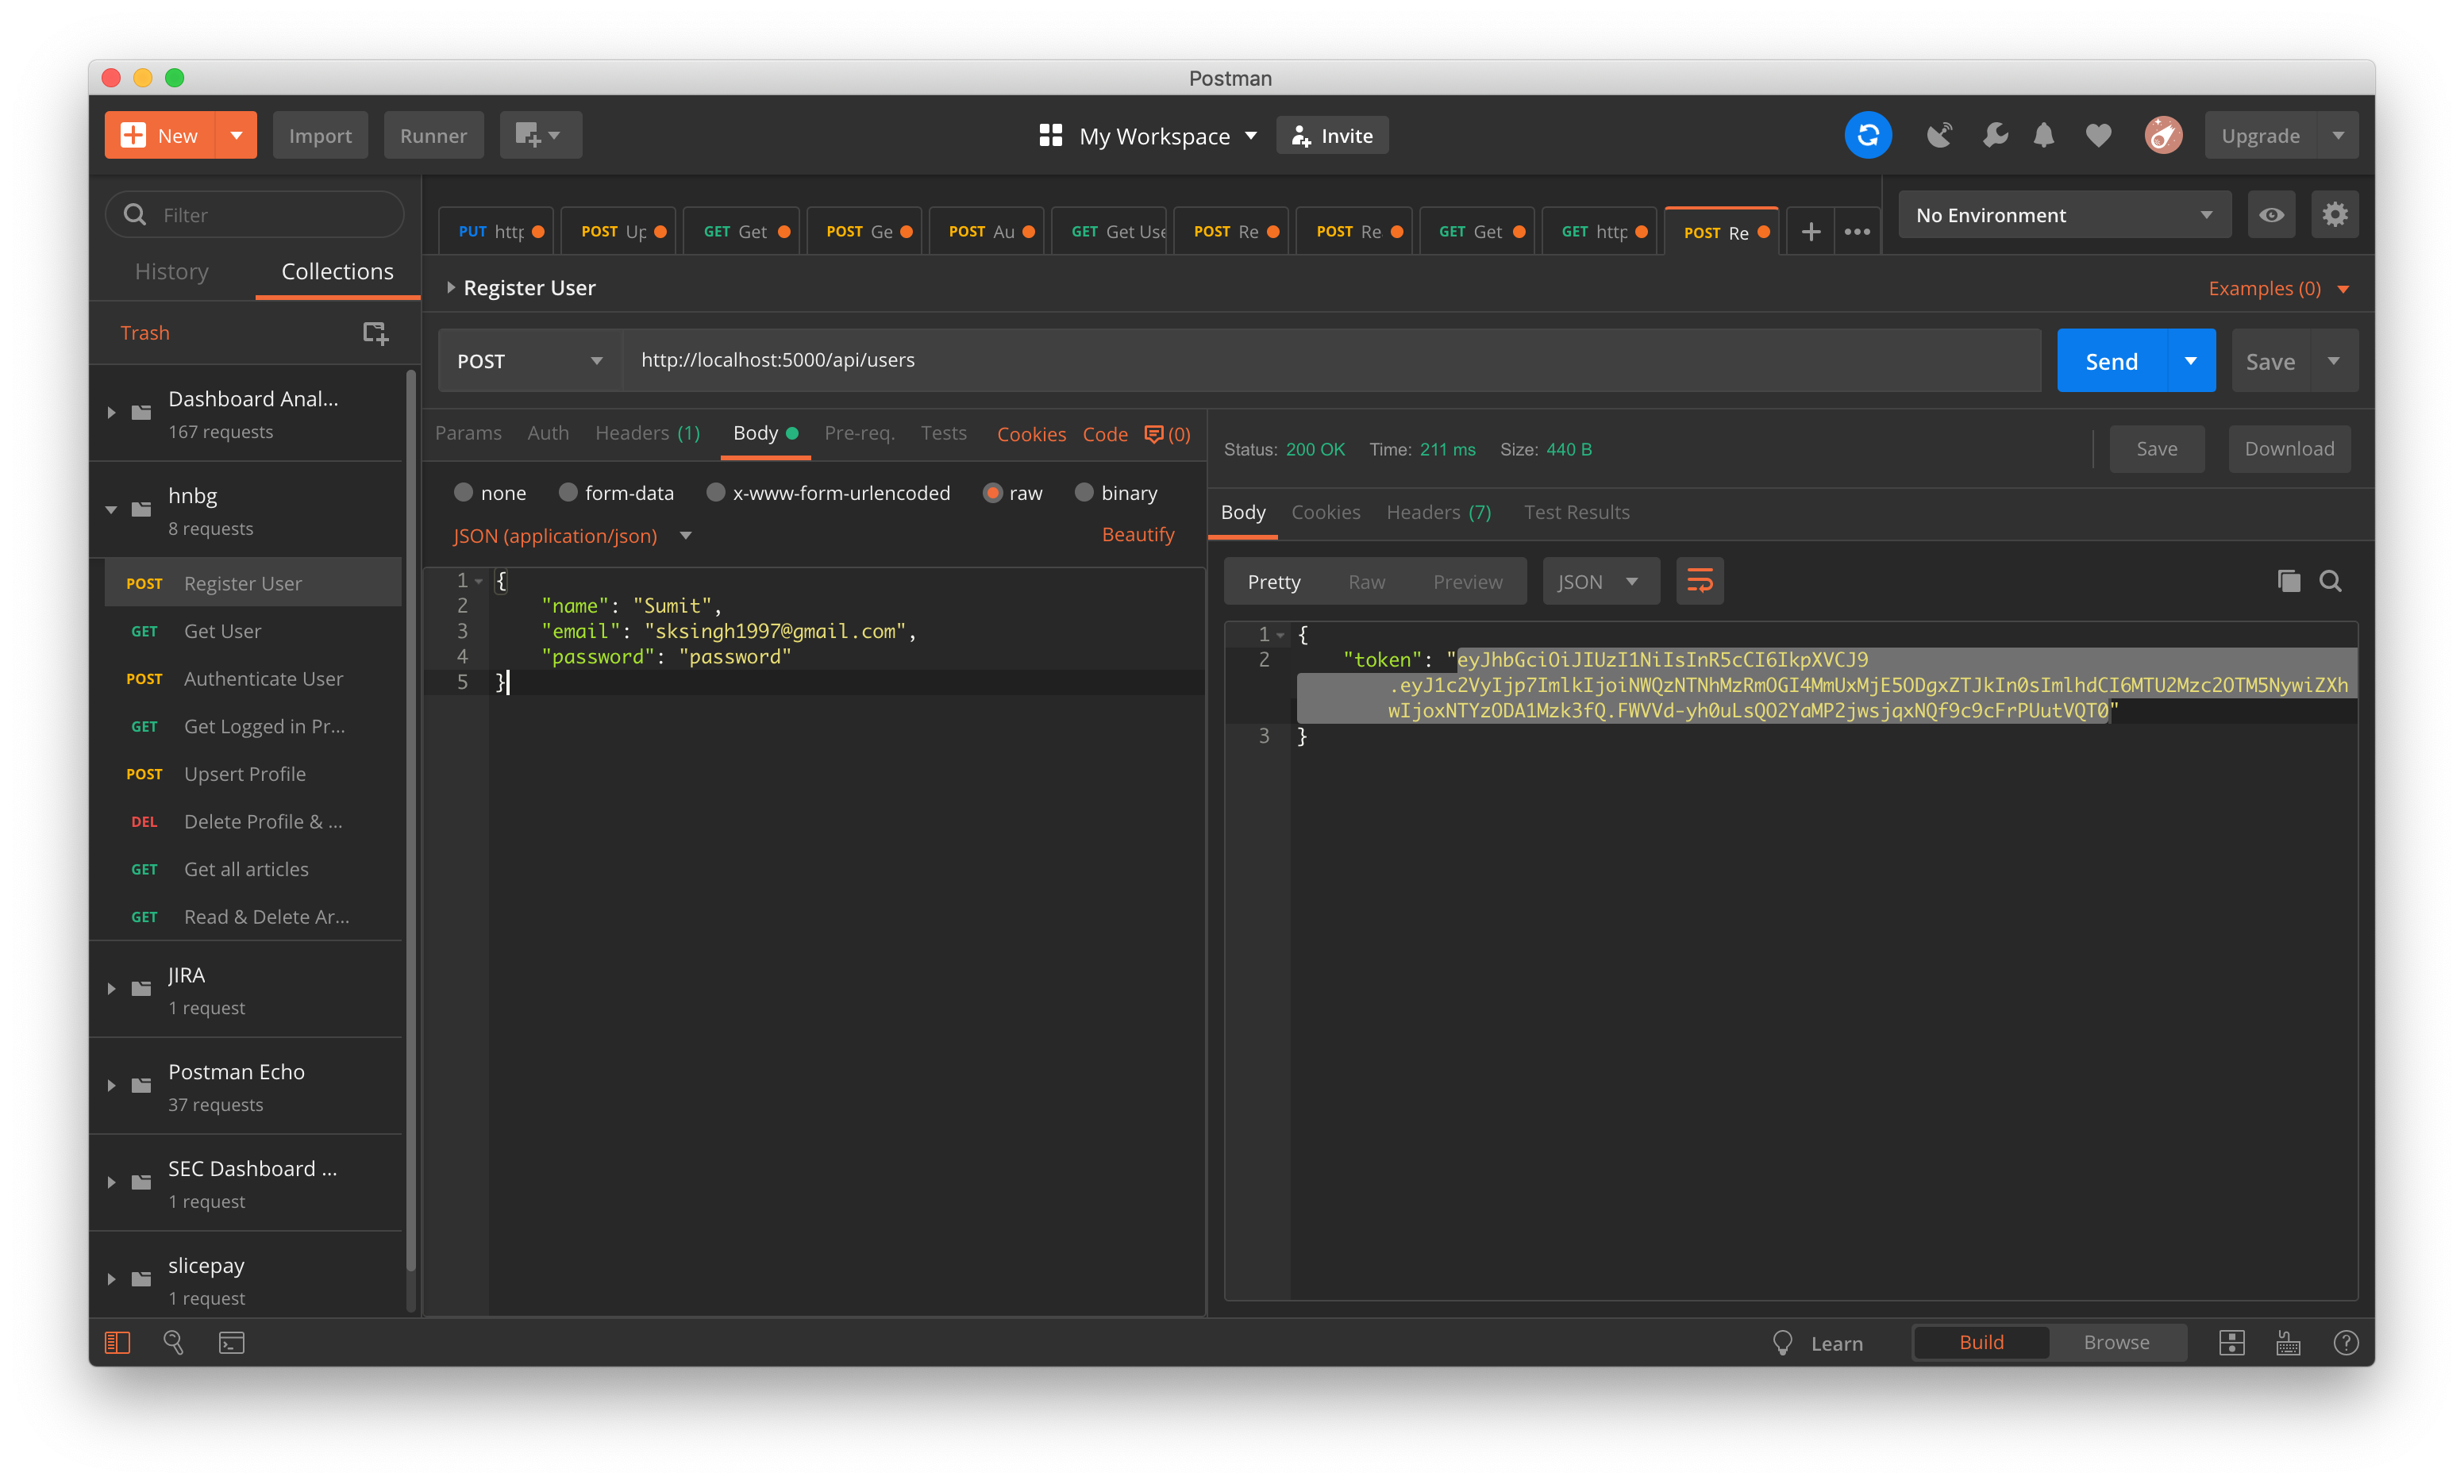 Postman
New
Import
Runner
My Workspace
Invite
Upgrade
Filter
History
Collections
Trash
Dashboard Anal...
167 requests
hnbg
8 requests
POST Register User
GET Get User
POST Authenticate User
GET Get Logged in Pr...
POST Upsert Profile
DEL Delete Profile & ...
GET Get all articles
GET Read & Delete Ar...
JIRA
1 request
Postman Echo
37 requests
SEC Dashboard ...
1 request
slicepay
1 request
PUT http
POST Up
GET Get
POST Ge
POST Au
GET Get Use
POST Re
POST Re
GET Get
GET http
POST Re
No Environment
Register User
Examples (0)
POST
http://localhost:5000/api/users
Send
Save
Params Auth Headers (1) Body Pre-req. Tests Cookies Code (0)
none form-data x-www-form-urlencoded raw binary
JSON (application/json)
Beautify
1 {
2 "name": "Sumit",
3 "email": "sksingh1997@gmail.com",
4 "password": "password"
5 }
Status: 200 OK Time: 211 ms Size: 440 B
Save
Download
Body Cookies Headers (7) Test Results
Pretty Raw Preview
JSON
1 {
2 "token": "eyJhbGciOiJIUzI1NiIsInR5cCI6IkpXVCJ9
.eyJ1c2VyIjp7ImlkIjoiNWQzNTNhMzRmOGI4MmUxMjE5ODgxZTJkIn0sImlhdCI6MTU2Mzc2OTM5NywiZXh
wIjoxNTYzODA1Mzk3fQ.FWVVd-yh0uLsQO2YaMP2jwsjqxNQf9c9cFrPUutVQT0"
3 }
Learn
Build
Browse